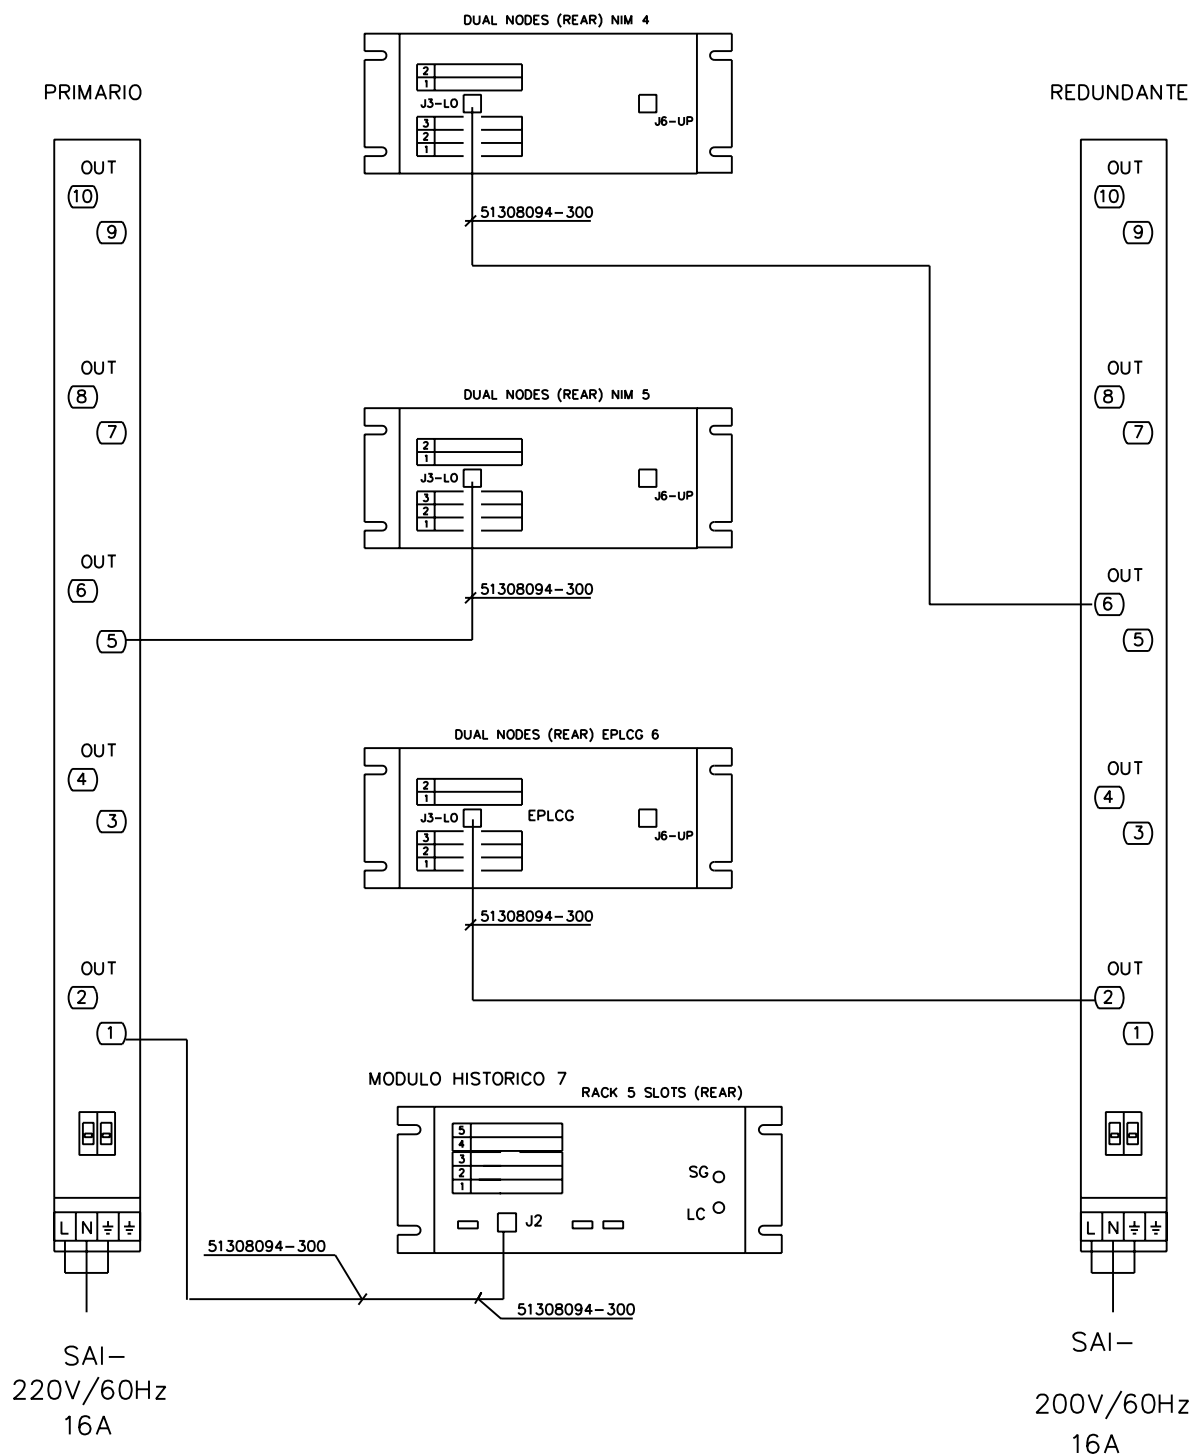 DUAL NODES (REAR) NIM 4
PRIMARIO
REDUNDANTE
2
1
J3-LO
J6-UP
3
2
1
51308094-300
OUT
10
9
OUT
8
7
OUT
6
5
OUT
4
3
OUT
2
1
L N
SAI-
220V/60Hz
16A
DUAL NODES (REAR) NIM 5
2
1
J3-LO
J6-UP
3
2
1
51308094-300
DUAL NODES (REAR) EPLCG 6
2
1
J3-LO
EPLCG
J6-UP
3
2
1
51308094-300
MODULO HISTORICO 7
RACK 5 SLOTS (REAR)
5
4
3
2
1
SG
LC
J2
51308094-300
51308094-300
OUT
10
9
OUT
8
7
OUT
6
5
OUT
4
3
OUT
2
1
L N
SAI-
200V/60Hz
16A